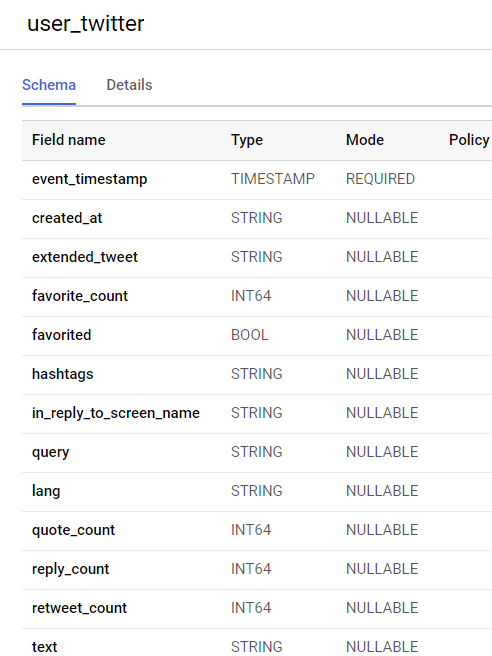 user_twitter
Schema Details
Field name Type Mode Policy
event_timestamp TIMESTAMP REQUIRED
created_at STRING NULLABLE
extended_tweet STRING NULLABLE
favorite_count INT64 NULLABLE
favorited BOOL NULLABLE
hashtags STRING NULLABLE
in_reply_to_screen_name STRING NULLABLE
query STRING NULLABLE
lang STRING NULLABLE
quote_count INT64 NULLABLE
reply_count INT64 NULLABLE
retweet_count INT64 NULLABLE
text STRING NULLABLE